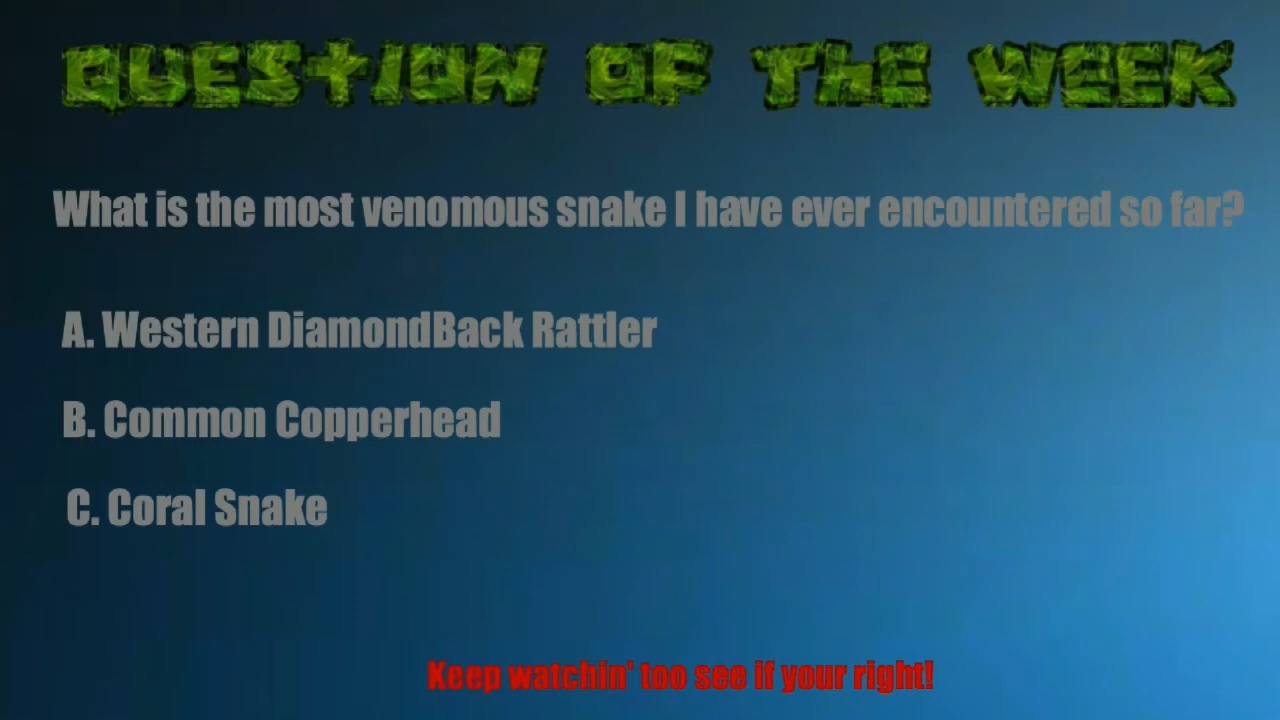 QUESTION OF THE WEEK
What is the most venomous snake I have ever encountered so far?
A. Western DiamondBack Rattler
B. Common Copperhead
C. Coral Snake
Keep watchin' too see if your right!